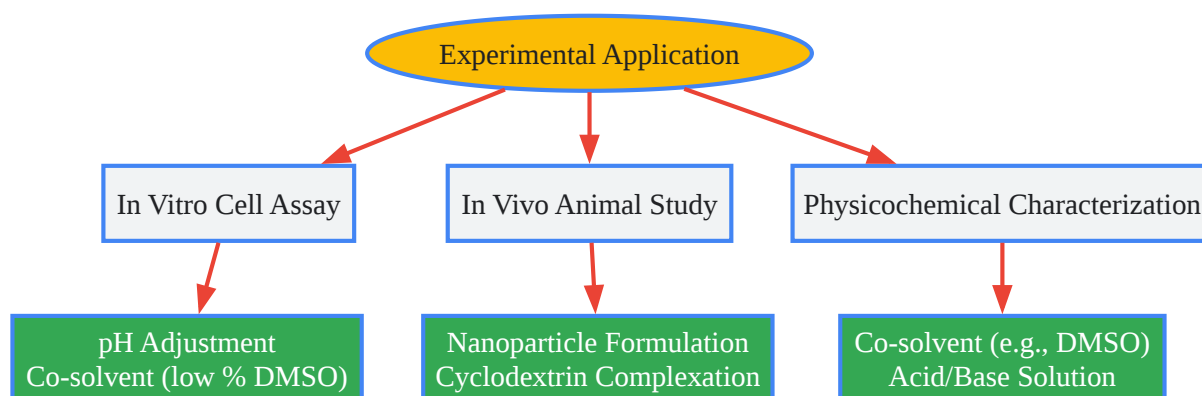 Experimental Application
In Vitro Cell Assay
In Vivo Animal Study
Physicochemical Characterization
pH Adjustment
Co-solvent (low % DMSO)
Nanoparticle Formulation
Cyclodextrin Complexation
Co-solvent (e.g., DMSO)
Acid/Base Solution